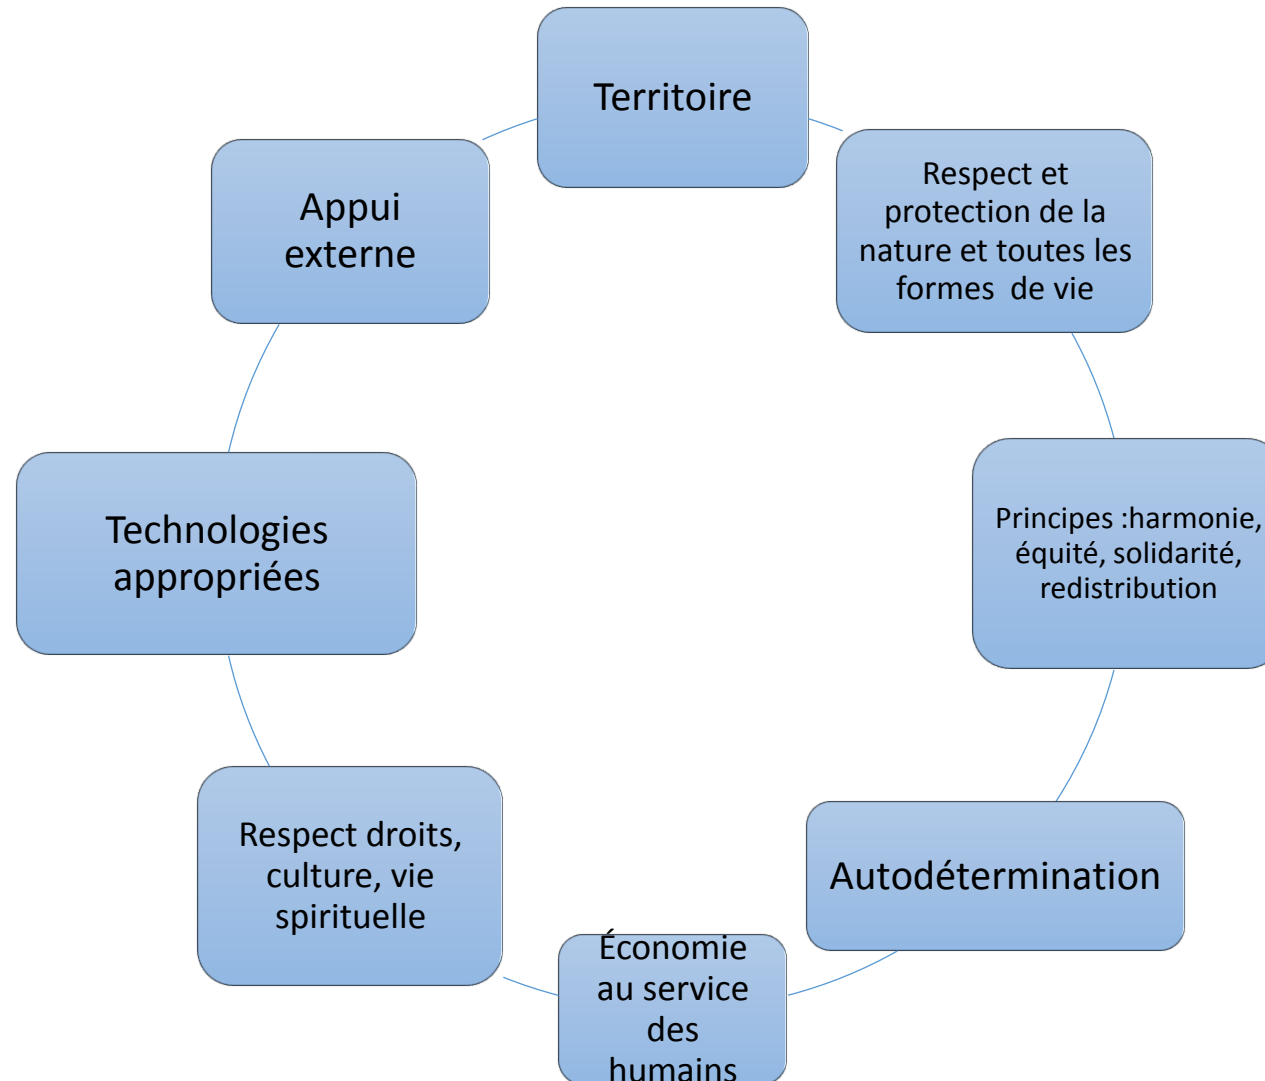 Territoire
Respect et
protection de la
nature et toutes les
formes  de vie
Principes :harmonie,
équité, solidarité,
redistribution
Autodétermination
Économie
au service
des
humains
Respect droits,
culture, vie
spirituelle
Technologies
appropriées
Appui
externe